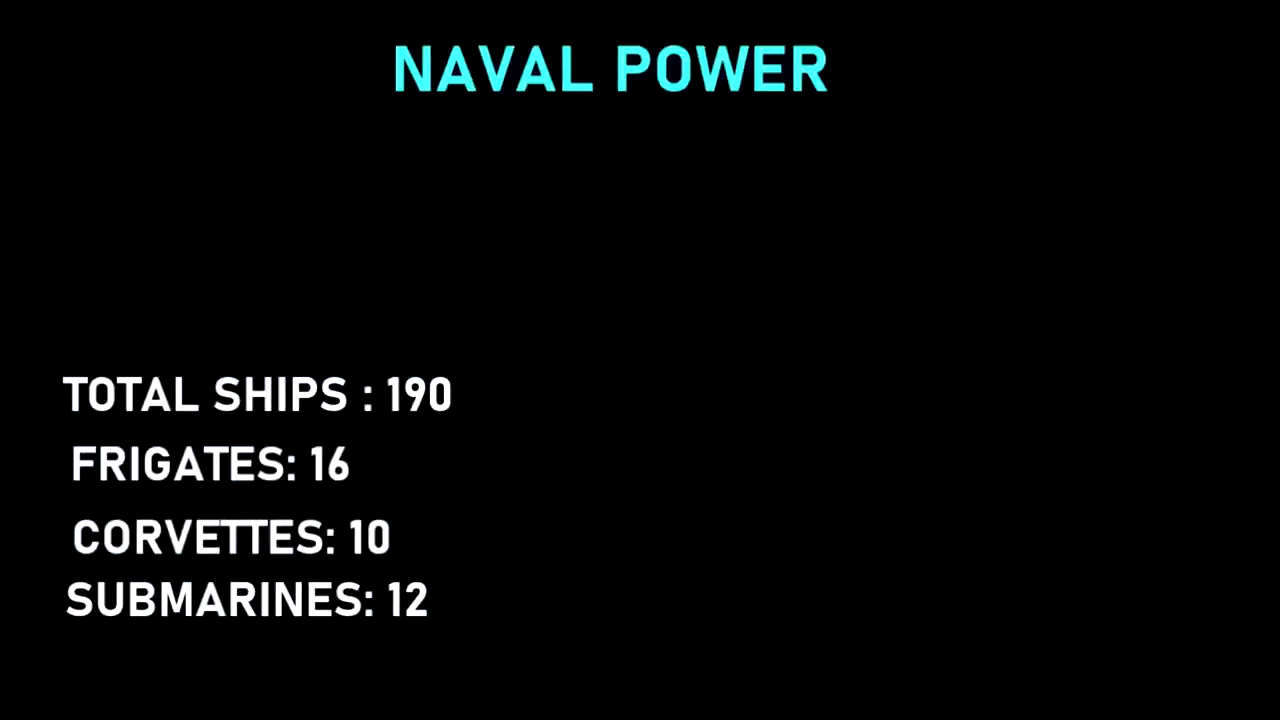 NAVAL POWER
TOTAL SHIPS : 190
FRIGATES: 16
CORVETTES: 10
SUBMARINES: 12